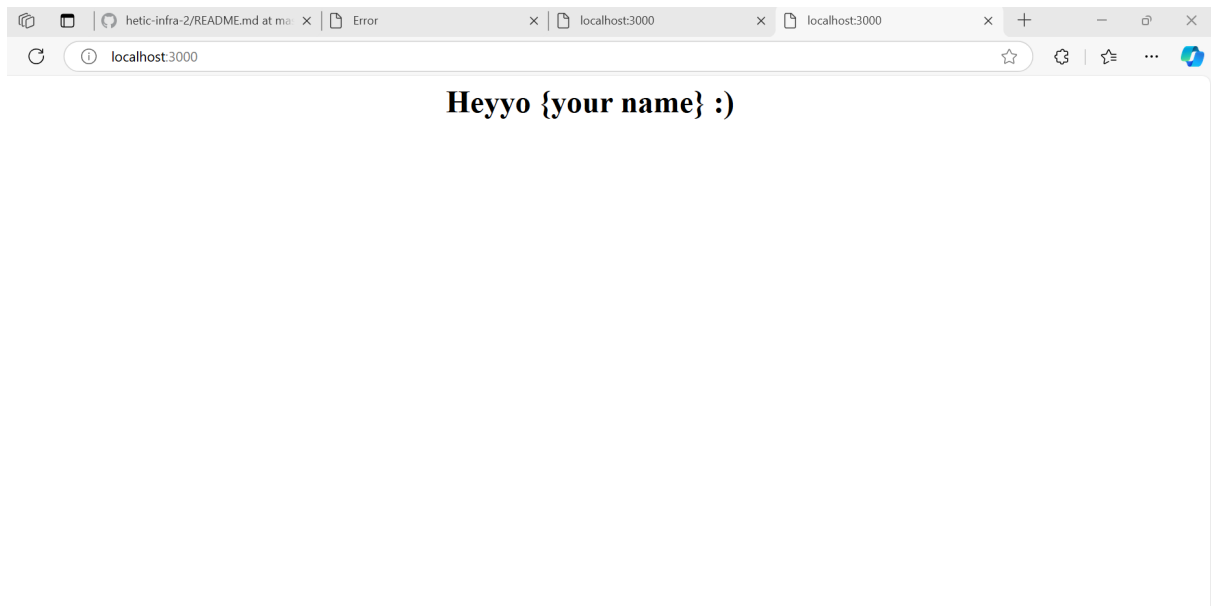 hetic-infra-2/README.md at ma
Error
localhost:3000
localhost:3000
localhost:3000
Heyyo {your name} :)